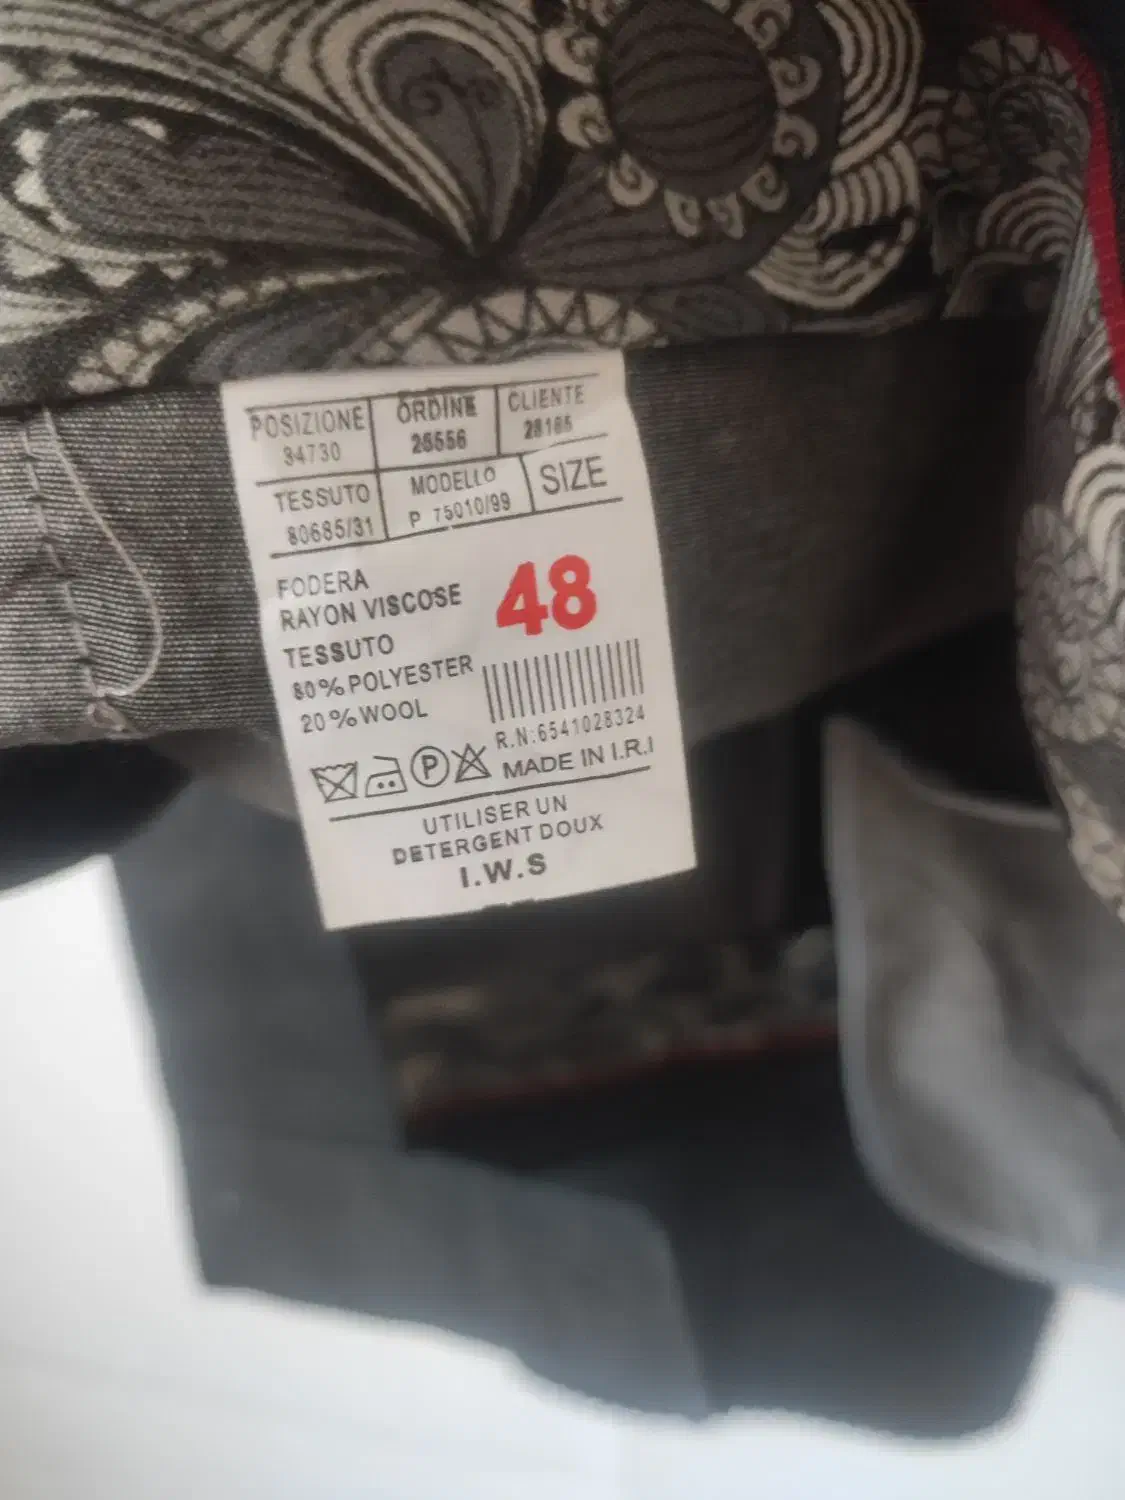 POSIZIONE ORDINE CLIENTE
34730 26556 28165
TESSUTO MODELLO SIZE
80685/31 P 75010/99
FODERA
RAYON VISCOSE
48
TESSUTO
80% POLYESTER
20% WOOL
R.N:6541028324
P
MADE IN I.R.I
UTILISER UN
DETERGENT DOUX
I.W.S